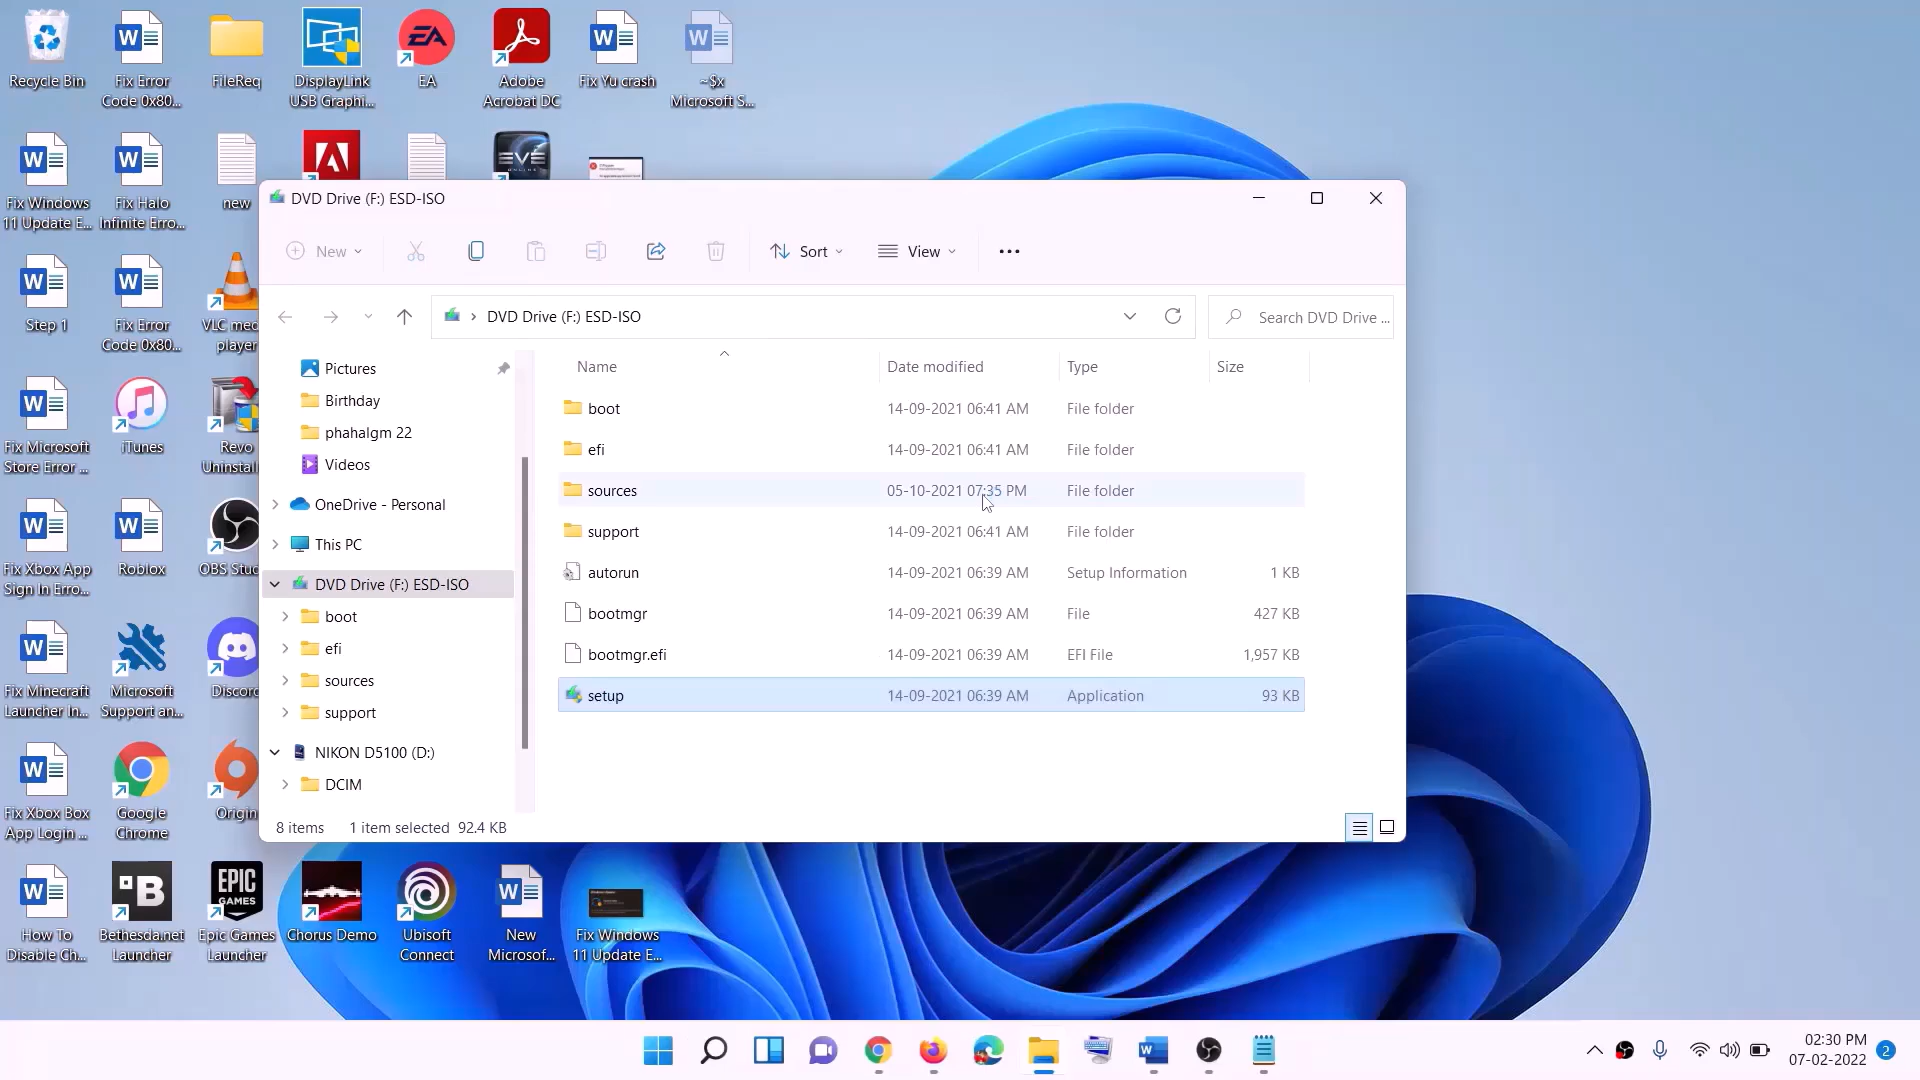 Recycle Bin
Fix Error
Code 0x80...
FileReq
DisplayLink
USB Graphi...
EA
EA
Adobe
Acrobat DC
Fix Yu crash
~$x
Microsoft S...
Fix Windows
11 Update E...
Fix Halo
Infinite Erro...
new
EVE
ONLINE
Step 1
Fix Error
Code 0x80...
VLC med
player
Fix Microsoft
Store Error ...
iTunes
Revo
Uninstall
Fix Xbox App
Sign In Erro...
Roblox
OBS Stud
Fix Minecraft
Launcher In...
Microsoft
Support an...
Discord
Fix Xbox Box
App Login ...
Google
Chrome
Origin
DVD Drive (F:) ESD-ISO
New
Sort
View
DVD Drive (F:) ESD-ISO
Search DVD Drive ...
Pictures
Birthday
phahalgm 22
Videos
OneDrive - Personal
This PC
DVD Drive (F:) ESD-ISO
boot
efi
sources
support
NIKON D5100 (D:)
DCIM
Name Date modified Type Size
boot 14-09-2021 06:41 AM File folder
efi 14-09-2021 06:41 AM File folder
sources 05-10-2021 07:35 PM File folder
support 14-09-2021 06:41 AM File folder
autorun 14-09-2021 06:39 AM Setup Information 1 KB
bootmgr 14-09-2021 06:39 AM File 427 KB
bootmgr.efi 14-09-2021 06:39 AM EFI File 1,957 KB
setup 14-09-2021 06:39 AM Application 93 KB
8 items 1 item selected 92.4 KB
How To
Disable Ch...
B
Bethesda.net
Launcher
EPIC
GAMES
Epic Games
Launcher
Chorus Demo
Ubisoft
Connect
New
Microsof...
Fix Windows
11 Update E...
02:30 PM
07-02-2022
2